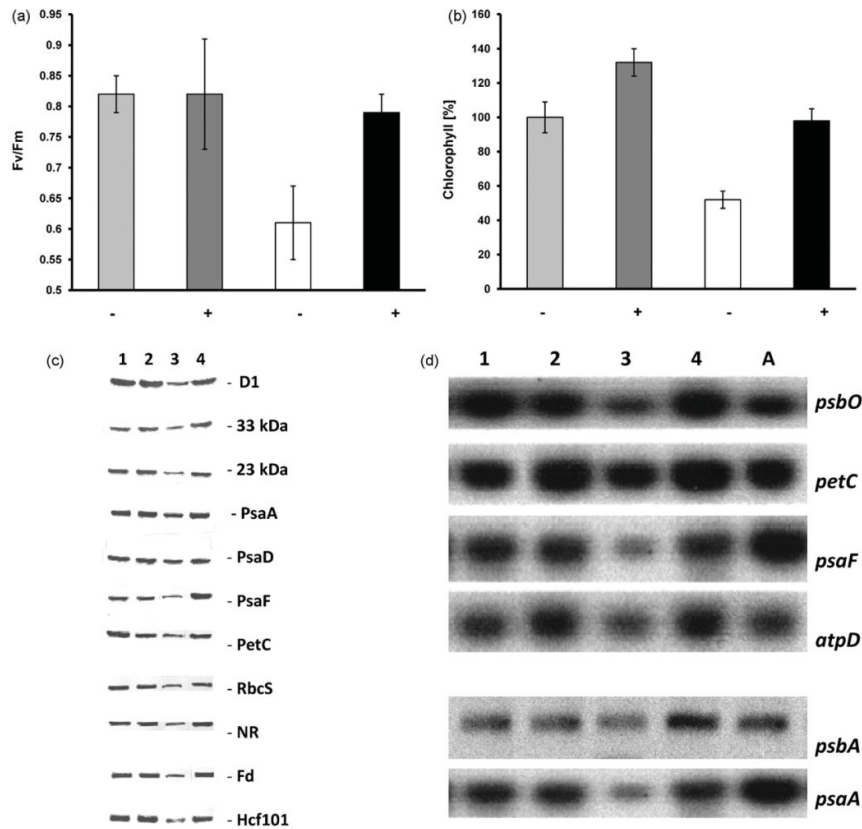 (a)
0.95
0.9
0.85
0.8
0.75
0.7
0.65
0.6
0.55
0.5
Fv/Fm
- + - +
(b)
160
140
120
100
80
60
40
20
0
Chlorophyll [%]
- + - +
(c)
1 2 3 4
- D1
- 33 kDa
- 23 kDa
- PsaA
- PsaD
- PsaF
- PetC
- RbcS
- NR
- Fd
- Hcf101
(d)
1 2 3 4 A
psbO
petC
psaF
atpD
psbA
psaA